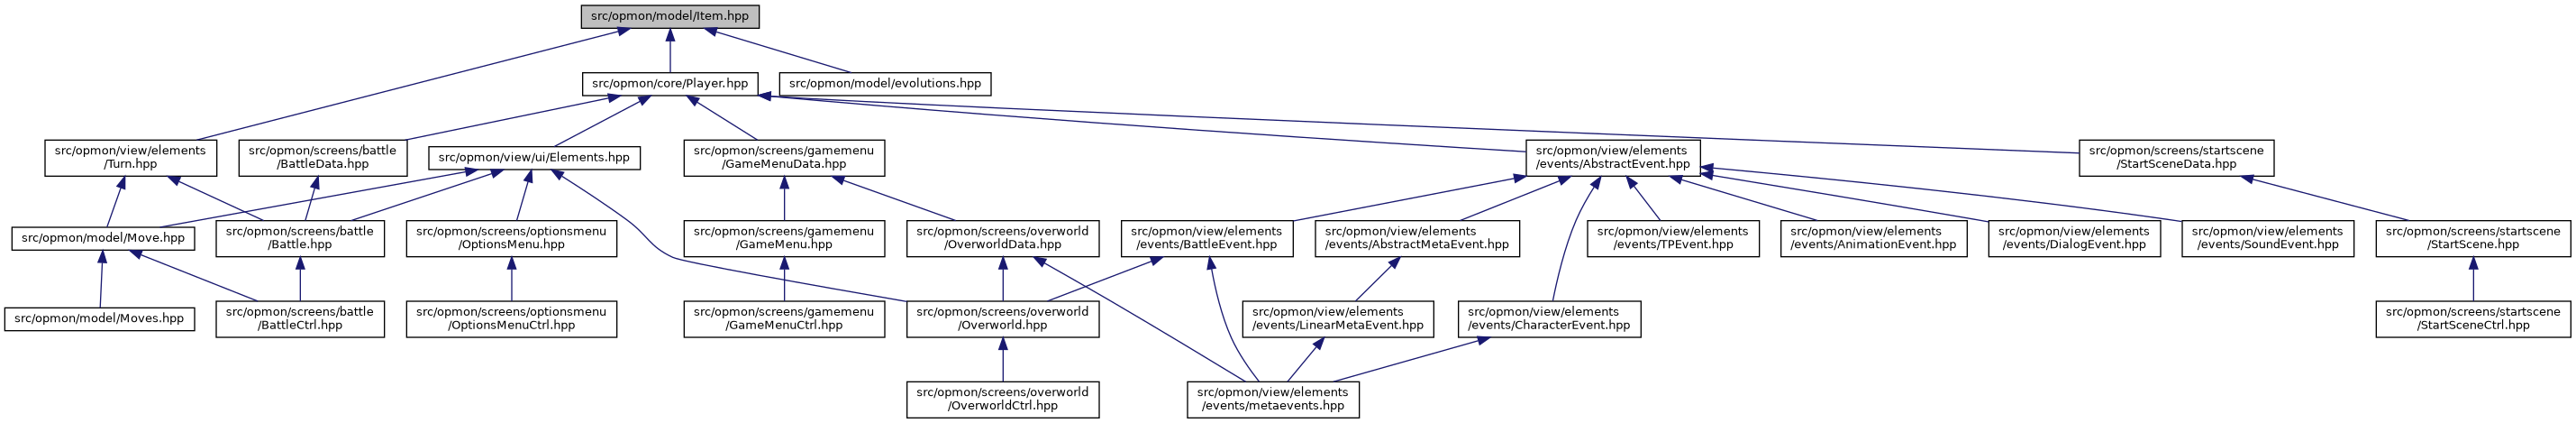 src/opmon/model/Item.hpp
src/opmon/core/Player.hpp
src/opmon/model/evolutions.hpp
src/opmon/view/elements
/Turn.hpp
src/opmon/screens/battle
/BattleData.hpp
src/opmon/view/ui/Elements.hpp
src/opmon/screens/gamemenu
/GameMenuData.hpp
src/opmon/view/elements
/events/AbstractEvent.hpp
src/opmon/screens/startscene
/StartSceneData.hpp
src/opmon/model/Move.hpp
src/opmon/screens/battle
/Battle.hpp
src/opmon/screens/optionsmenu
/OptionsMenu.hpp
src/opmon/screens/gamemenu
/GameMenu.hpp
src/opmon/screens/overworld
/OverworldData.hpp
src/opmon/view/elements
/events/BattleEvent.hpp
src/opmon/view/elements
/events/AbstractMetaEvent.hpp
src/opmon/view/elements
/events/TPEvent.hpp
src/opmon/view/elements
/events/AnimationEvent.hpp
src/opmon/view/elements
/events/DialogEvent.hpp
src/opmon/view/elements
/events/SoundEvent.hpp
src/opmon/screens/startscene
/StartScene.hpp
src/opmon/model/Moves.hpp
src/opmon/screens/battle
/BattleCtrl.hpp
src/opmon/screens/optionsmenu
/OptionsMenuCtrl.hpp
src/opmon/screens/gamemenu
/GameMenuCtrl.hpp
src/opmon/screens/overworld
/Overworld.hpp
src/opmon/view/elements
/events/LinearMetaEvent.hpp
src/opmon/view/elements
/events/CharacterEvent.hpp
src/opmon/screens/startscene
/StartSceneCtrl.hpp
src/opmon/screens/overworld
/OverworldCtrl.hpp
src/opmon/view/elements
/events/metaevents.hpp